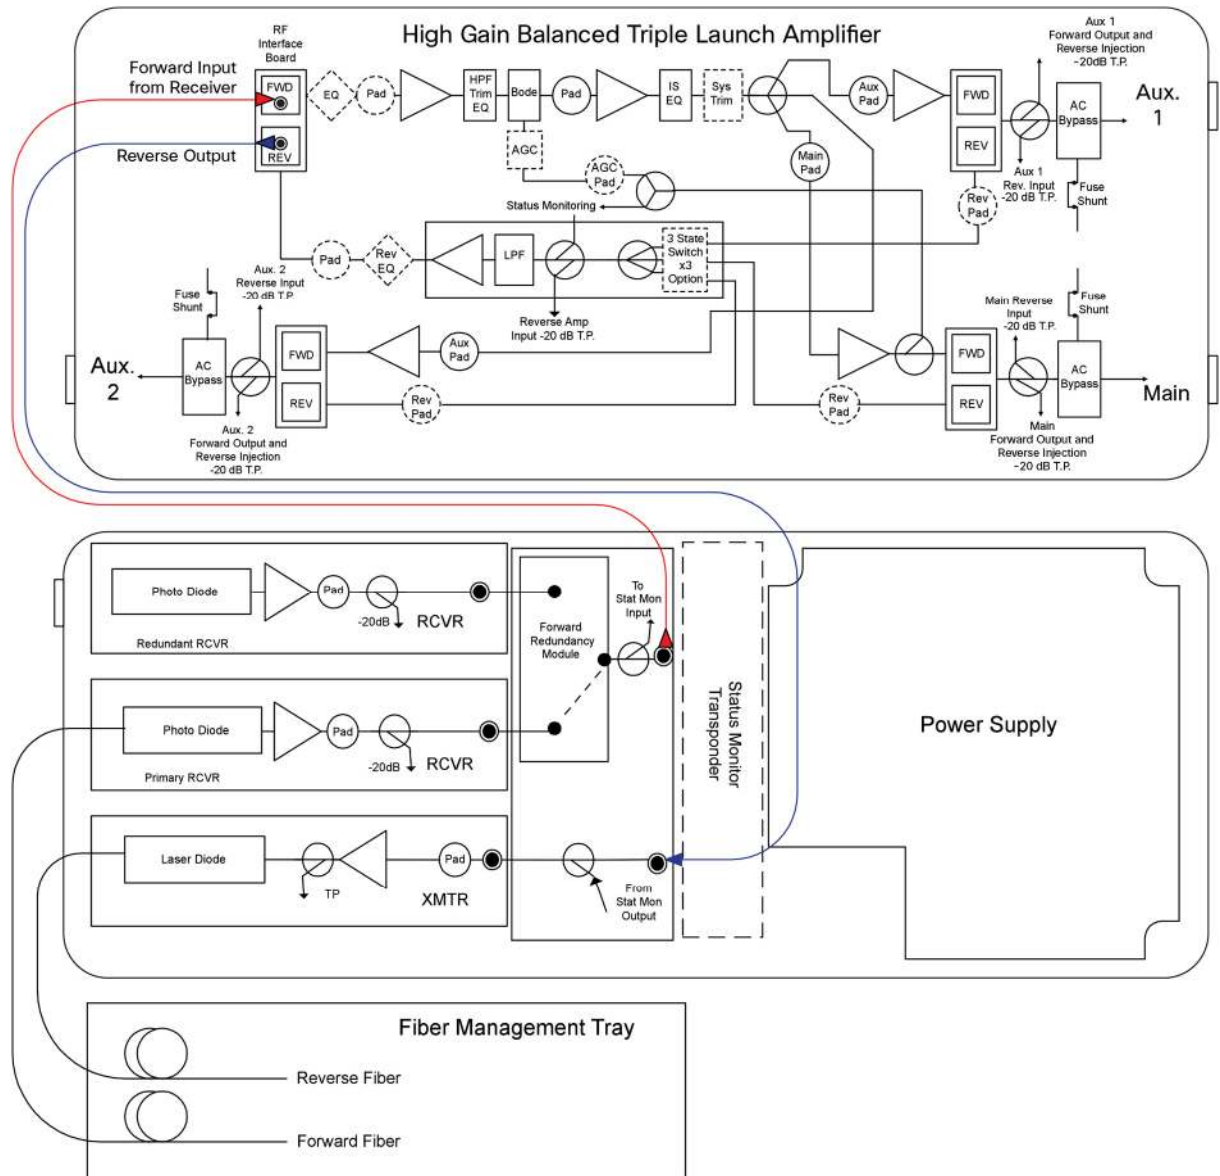 High Gain Balanced Triple Launch Amplifier
RF
Interface
Board
Forward Input
from Receiver
Reverse Output
FWD
REV
EQ
Pad
HPF
Trim
EQ
Bode
Pad
IS
EQ
Sys
Trim
Aux
Pad
FWD
REV
Aux 1
Forward Output and
Reverse Injection
-20dB T.P.
AC
Bypass
Aux.
1
AGC
AGC
Pad
Main
Pad
Aux 1
Rev. Input
-20 dB T.P.
Fuse
Shunt
Rev
Pad
Status Monitoring
Pad
Rev
EQ
LPF
3 State
Switch
x3
Option
Reverse Amp
Input -20 dB T.P.
Aux. 2
Reverse Input
-20 dB T.P.
Fuse
Shunt
Main Reverse
Input
-20 dB T.P.
Fuse
Shunt
Aux.
2
AC
Bypass
FWD
REV
Aux
Pad
Rev
Pad
Rev
Pad
FWD
REV
AC
Bypass
Main
Aux. 2
Forward Output and
Reverse Injection
-20 dB T.P.
Main
Forward Output and
Reverse Injection
-20 dB T.P.
Photo Diode
Pad
-20dB
RCVR
Redundant RCVR
Forward
Redundancy
Module
To
Stat Mon
Input
Photo Diode
Pad
-20dB
RCVR
Primary RCVR
Status Monitor
Transponder
Power Supply
Laser Diode
TP
Pad
XMTR
From
Stat Mon
Output
Fiber Management Tray
Reverse Fiber
Forward Fiber